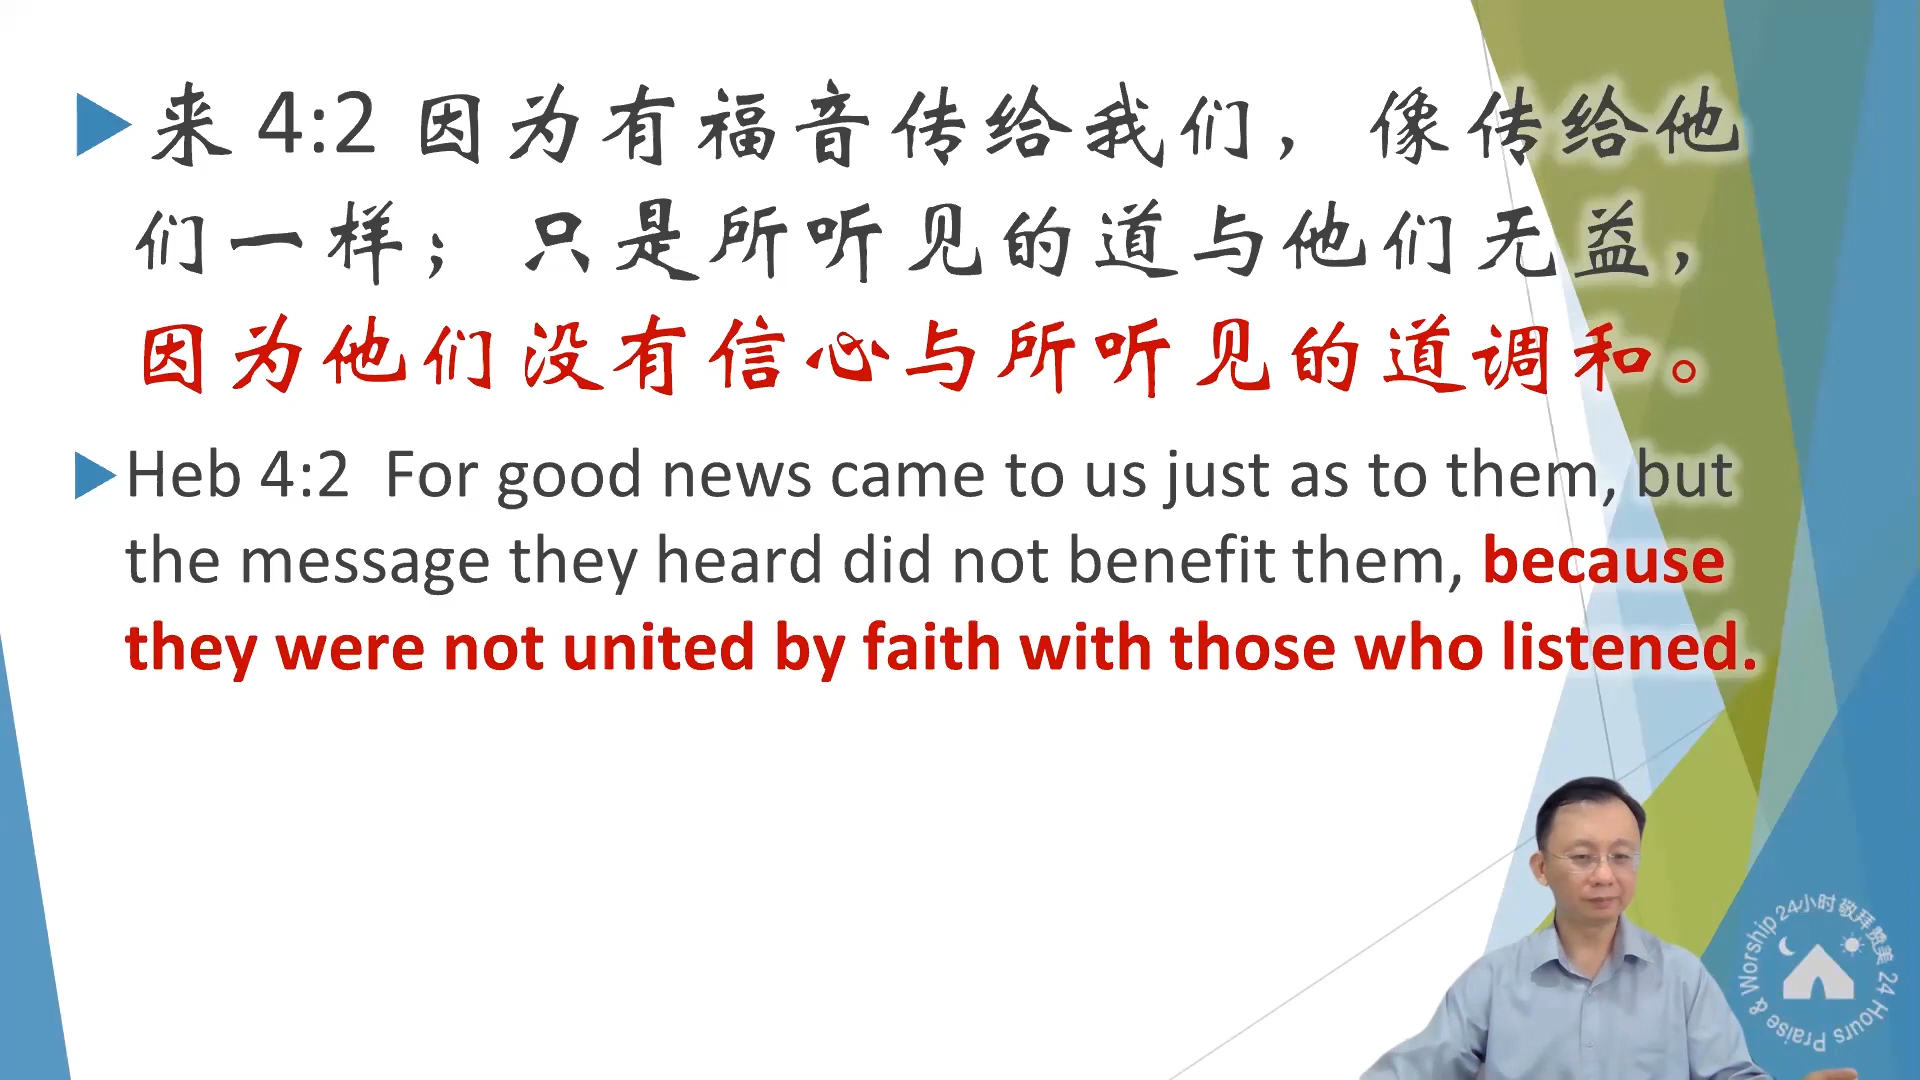 来 4:2 因为有福音传给我们，像传给他
们一样；只是所听见的道与他们无益，
因为他们没有信心与所听见的道调和。
Heb 4:2 For good news came to us just as to them, but
the message they heard did not benefit them, because
they were not united by faith with those who listened.
24小时敬拜赞美 24 Hours Praise & Worship